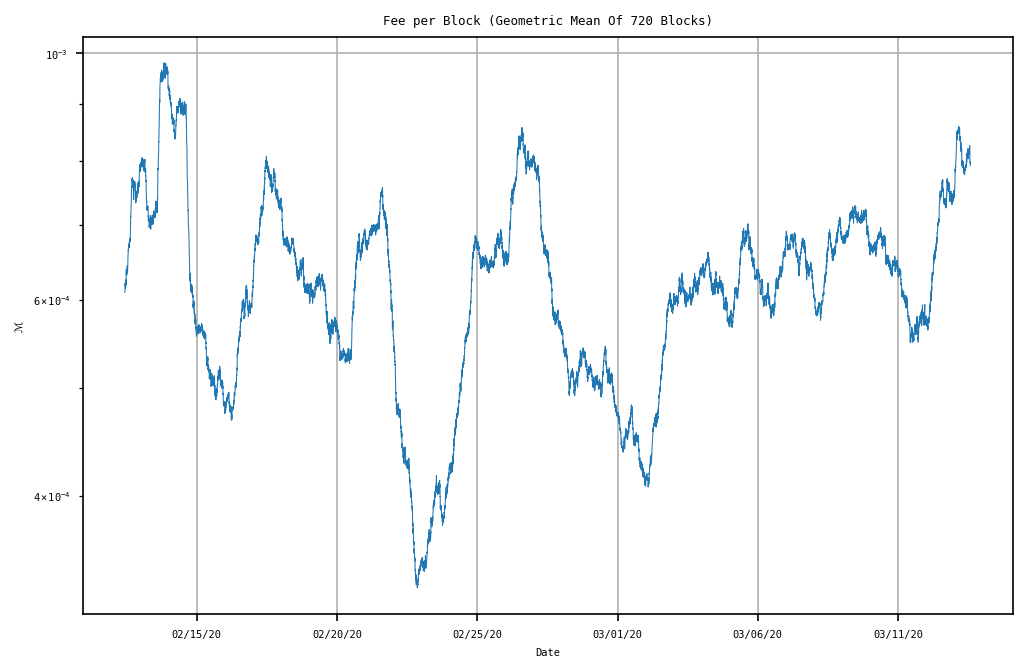 Fee per Block (Geometric Mean Of 720 Blocks)
10⁻³
6×10⁻⁴
4×10⁻⁴
ℳ
02/15/20 02/20/20 02/25/20 03/01/20 03/06/20 03/11/20
Date